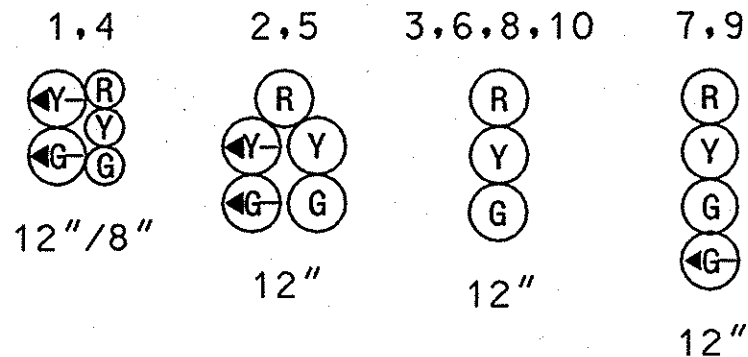 1,4 2,5 3,6,8,10 7,9
R R R R
Y Y Y Y Y Y
G G G G G G
G
12"/8" 12" 12" 12"